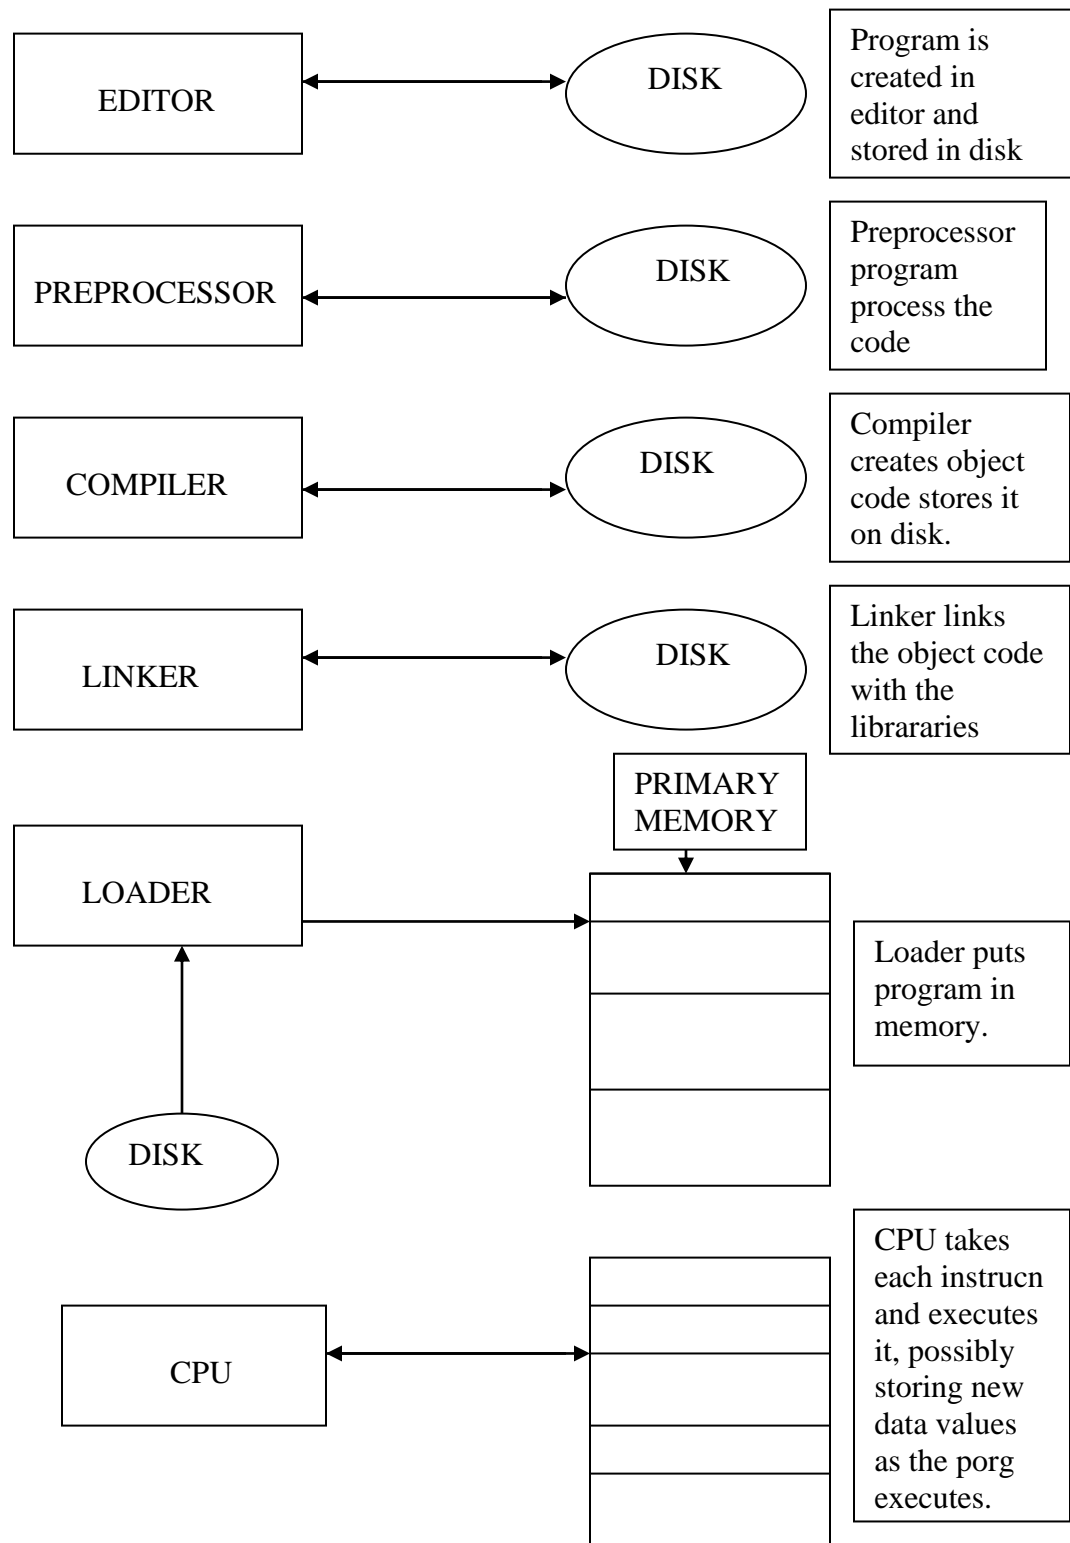 EDITOR
DISK
Program is
created in
editor and
stored in disk
PREPROCESSOR
DISK
Preprocessor
program
process the
code
COMPILER
DISK
Compiler
creates object
code stores it
on disk.
LINKER
DISK
Linker links
the object code
with the
librararies
PRIMARY
MEMORY
LOADER
Loader puts
program in
memory.
DISK
CPU
CPU takes
each instrucn
and executes
it, possibly
storing new
data values
as the porg
executes.